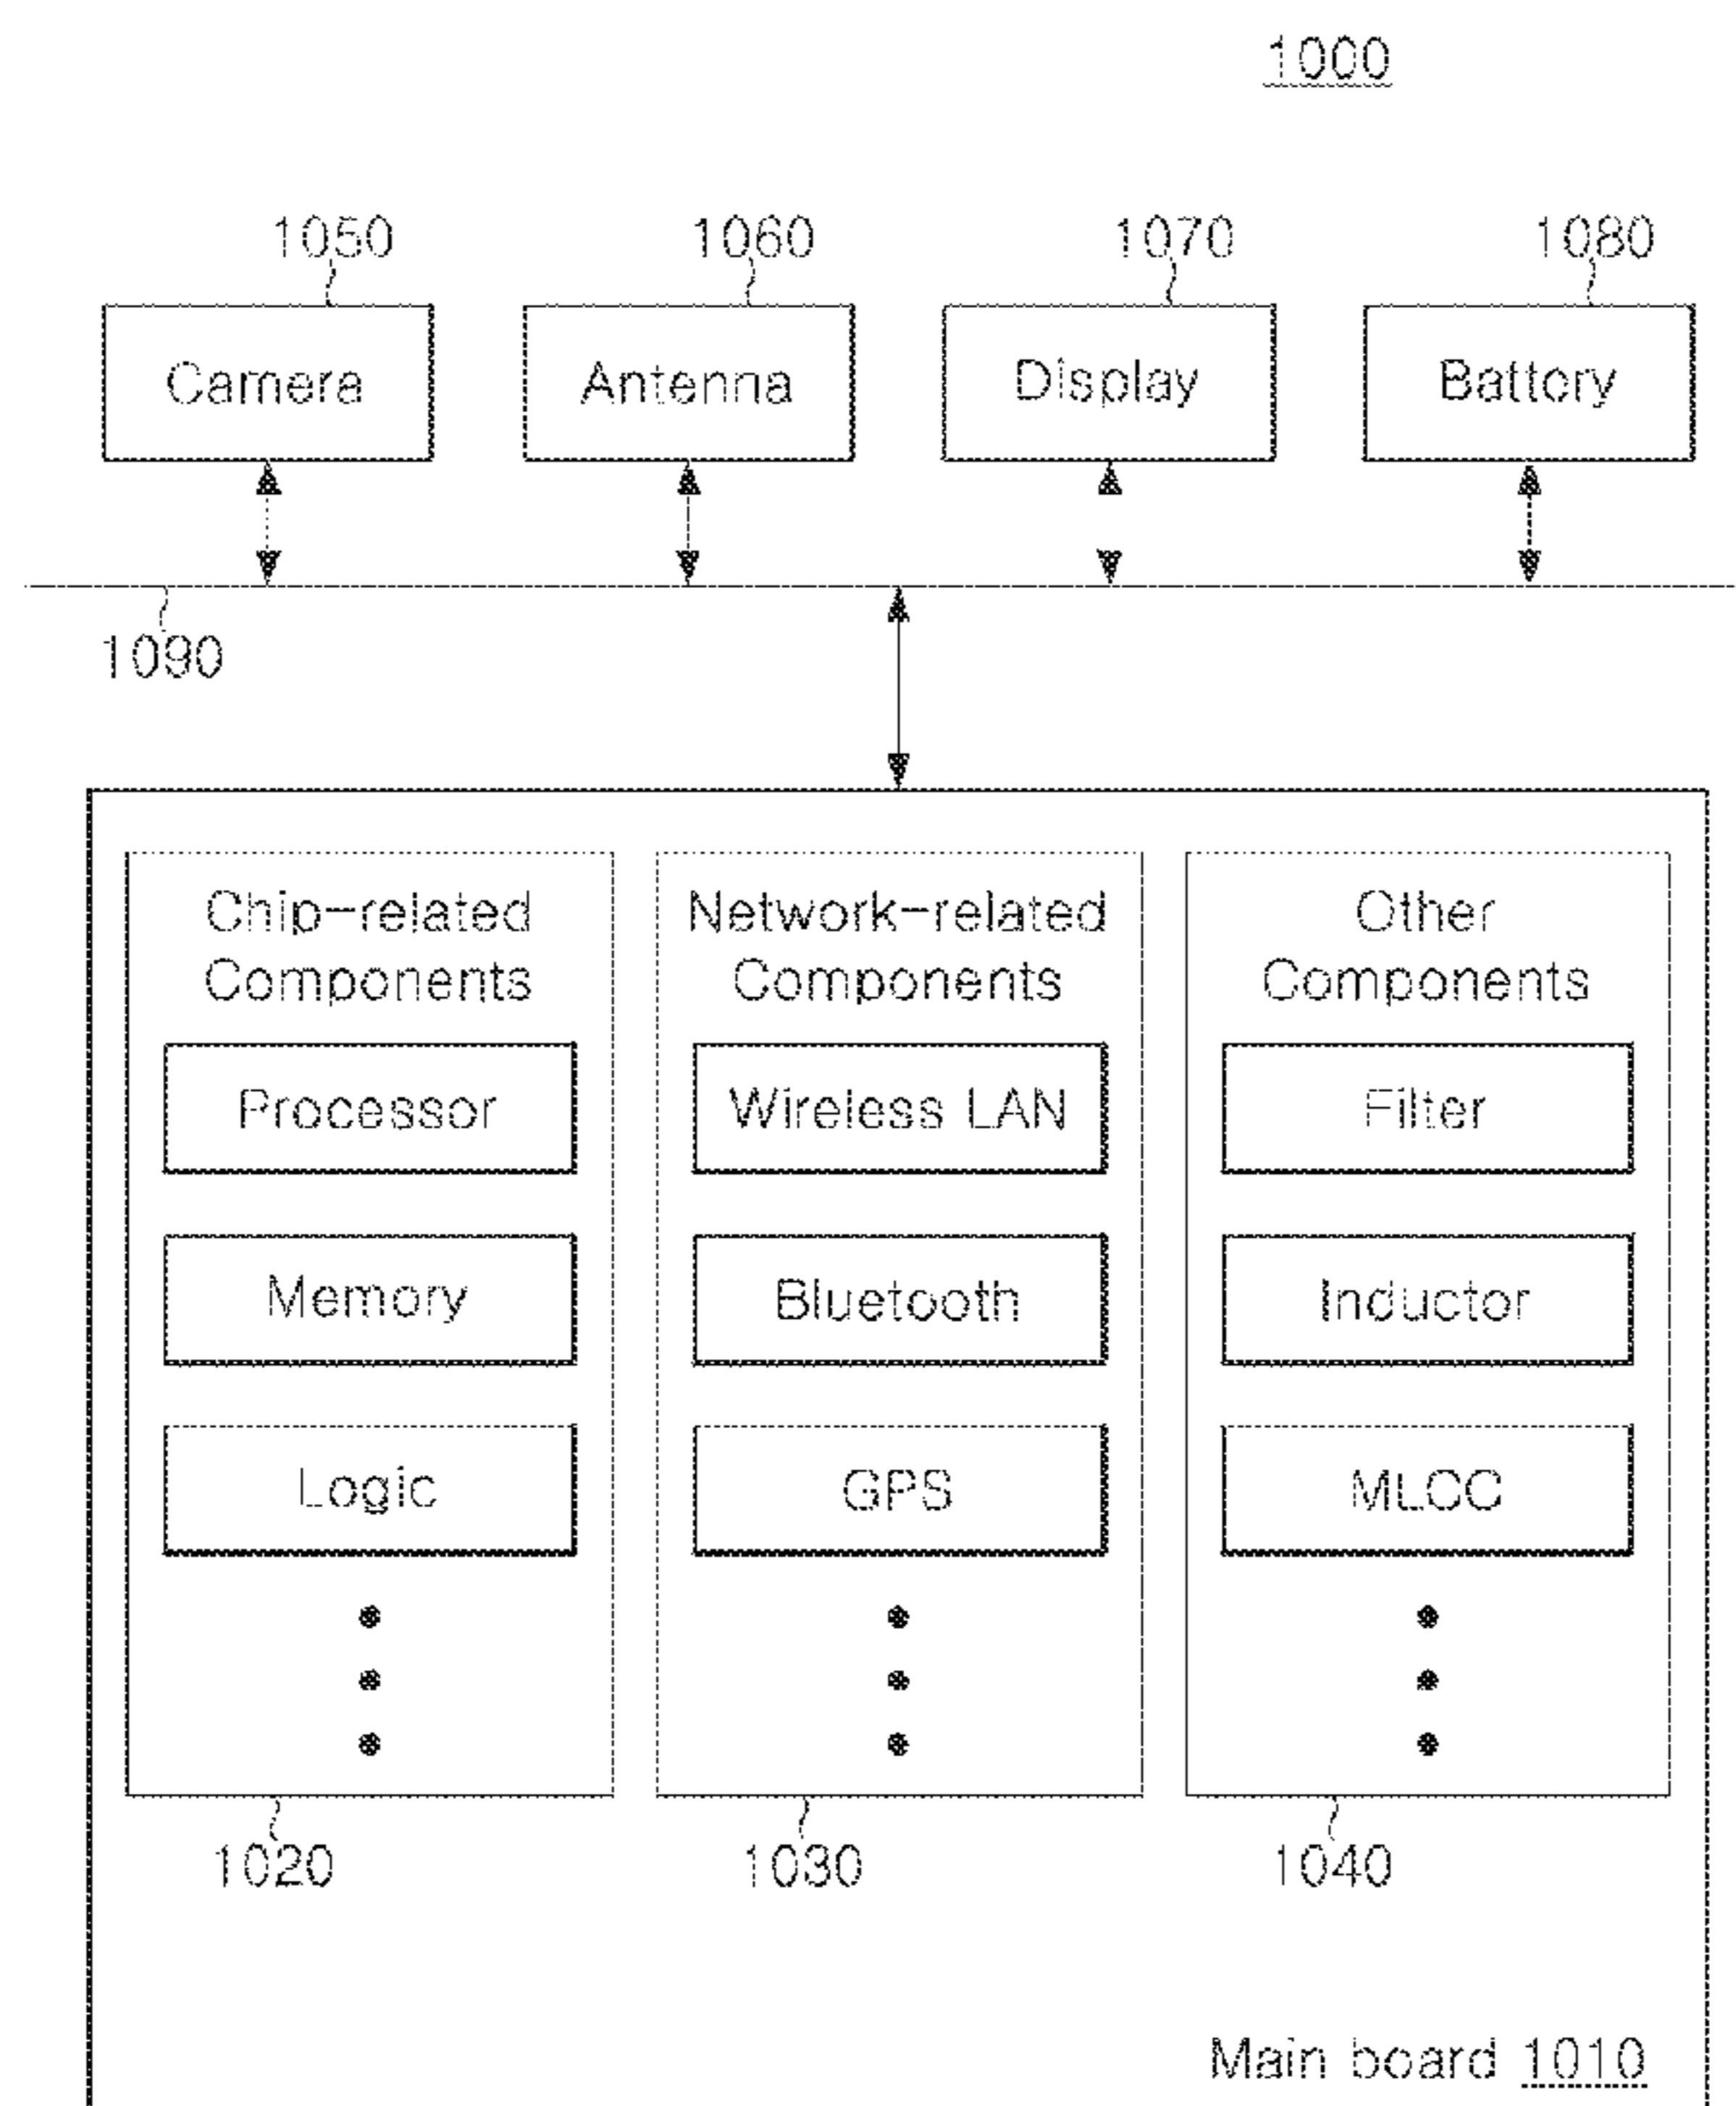 1000
1050 1060 1070 1080
Camera Antenna Display Battery
1090
Chip-related Network-related Other
Components Components Components
Processor Wireless LAN Filter
Memory Bluetooth Inductor
Logic GPS MLCC
1020 1030 1040
Main board 1010